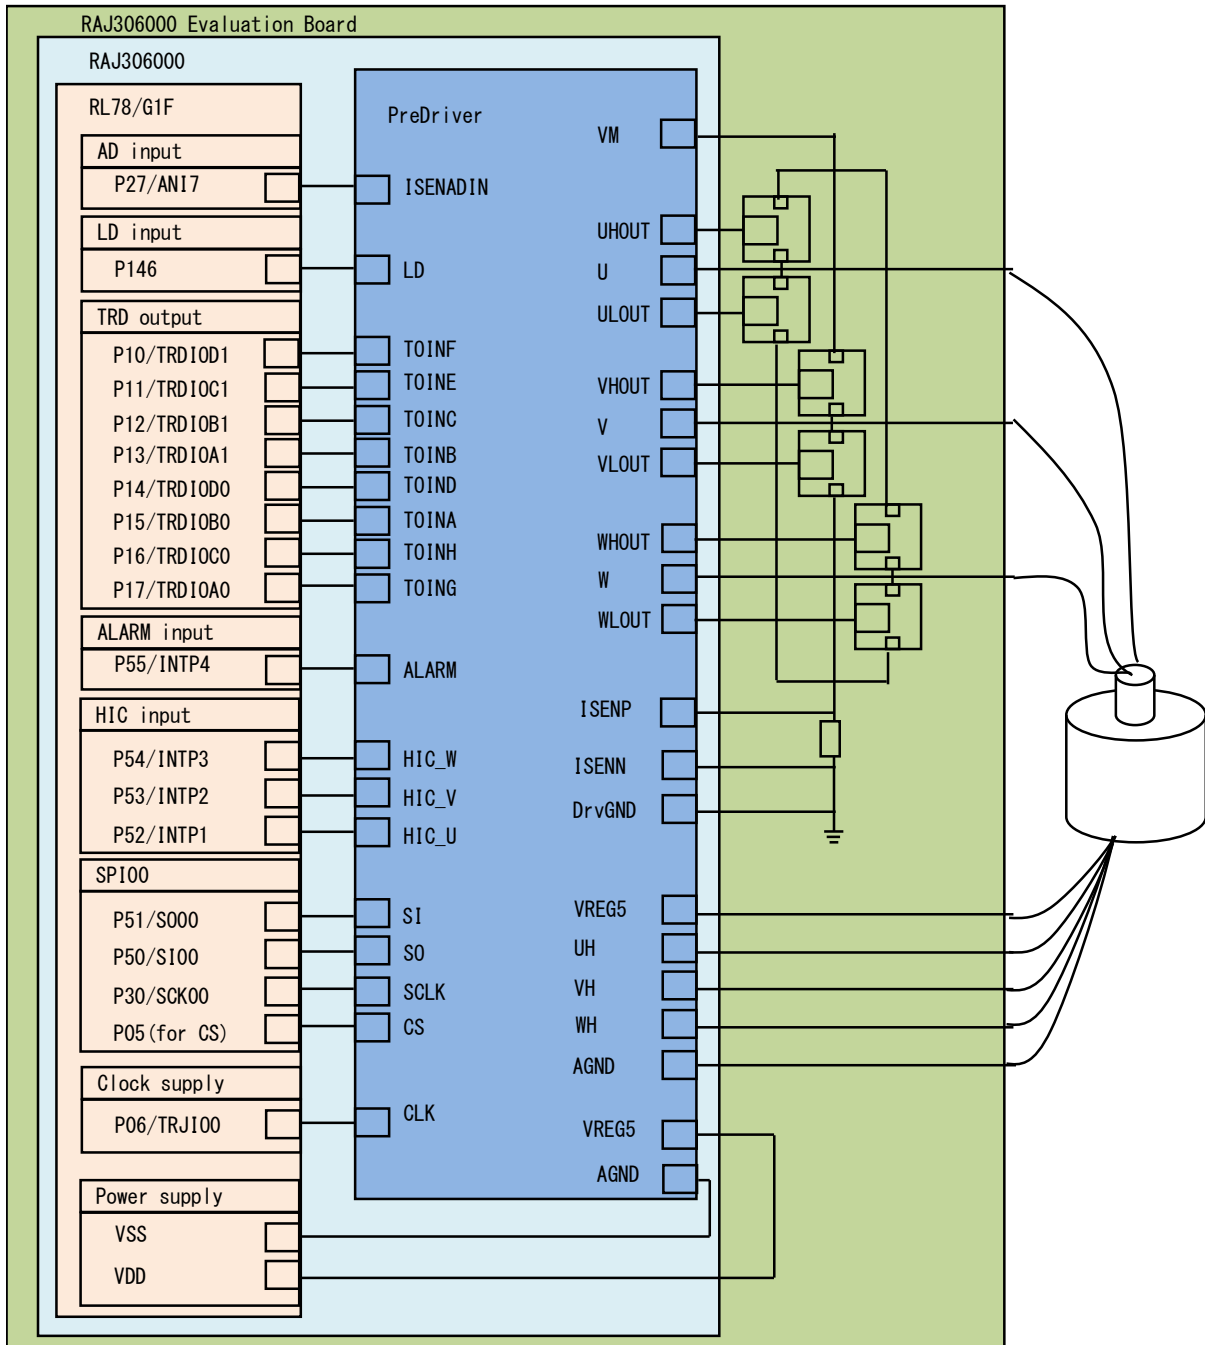 RAJ306000 Evaluation Board
RAJ306000
RL78/G1F
AD input
P27/ANI7
LD input
P146
TRD output
P10/TRDIOD1
P11/TRDIOC1
P12/TRDIOB1
P13/TRDIOA1
P14/TRDIOD0
P15/TRDIOB0
P16/TRDIOC0
P17/TRDIOA0
ALARM input
P55/INTP4
HIC input
P54/INTP3
P53/INTP2
P52/INTP1
SPI00
P51/SO00
P50/SI00
P30/SCK00
P05(for CS)
Clock supply
P06/TRJIO0
Power supply
VSS
VDD
PreDriver
ISENADIN
LD
TOINF
TOINE
TOINC
TOINB
TOIND
TOINA
TOINH
TOING
ALARM
HIC_W
HIC_V
HIC_U
SI
SO
SCLK
CS
CLK
VM
UHOUT
U
ULOUT
VHOUT
V
VLOUT
WHOUT
W
WLOUT
ISENP
ISENN
DrvGND
VREG5
UH
VH
WH
AGND
VREG5
AGND